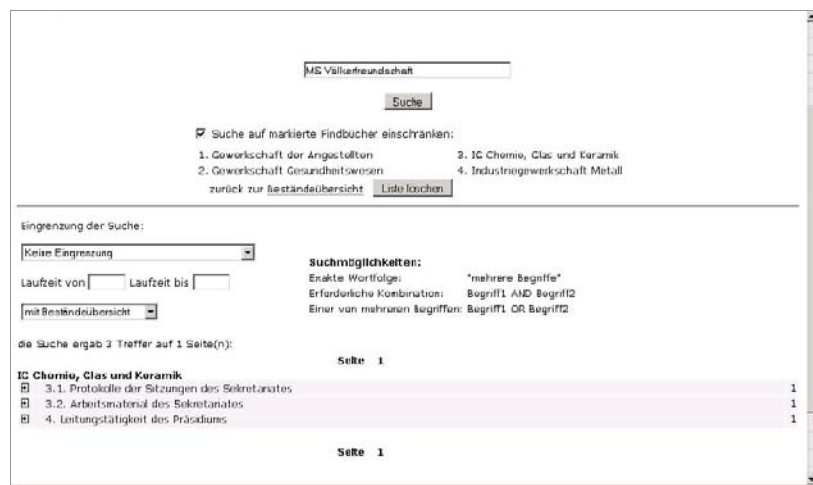 MS Völkerfreundschaft
Suche
Suche auf markierte Findbücher einschränken:
1. Gewerkschaft der Angestellten 3. IG Chemie, Glas und Keramik
2. Gewerkschaft Gesundheitswesen 4. Industriegewerkschaft Metall
zurück zur Beständeübersicht Liste löschen
Eingrenzung der Suche:
Keine Eingrenzung
Laufzeit von Laufzeit bis
mit Beständeübersicht
Suchmöglichkeiten:
Exakte Wortfolge: "mehrere Begriffe"
Erforderliche Kombination: Begriff1 AND Begriff2
Einer von mehreren Begriffen: Begriff1 OR Begriff2
die Suche ergab 3 Treffer auf 1 Seite(n):
Seite 1
IG Chemie, Glas und Keramik
3.1. Protokolle der Sitzungen des Sekretariates 1
3.2. Arbeitsmaterial des Sekretariates 1
4. Leitungstätigkeit des Präsidiums 1
Seite 1